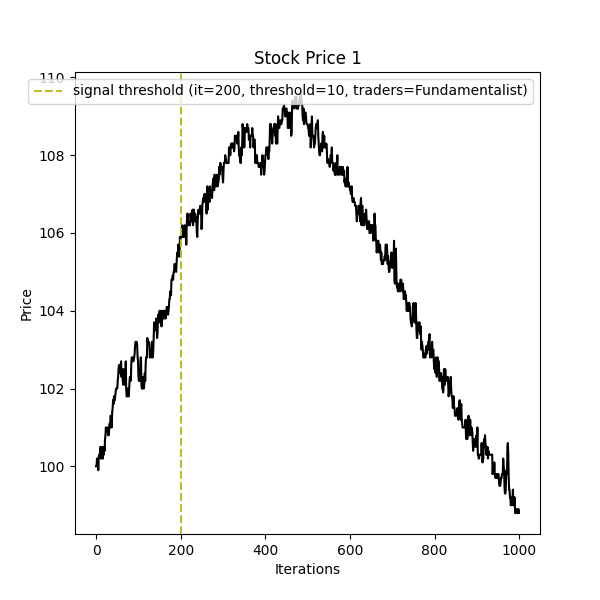 Stock Price 1
110
signal threshold (it=200, threshold=10, traders=Fundamentalist)
108
106
104
102
100
Price
0 200 400 600 800 1000
Iterations